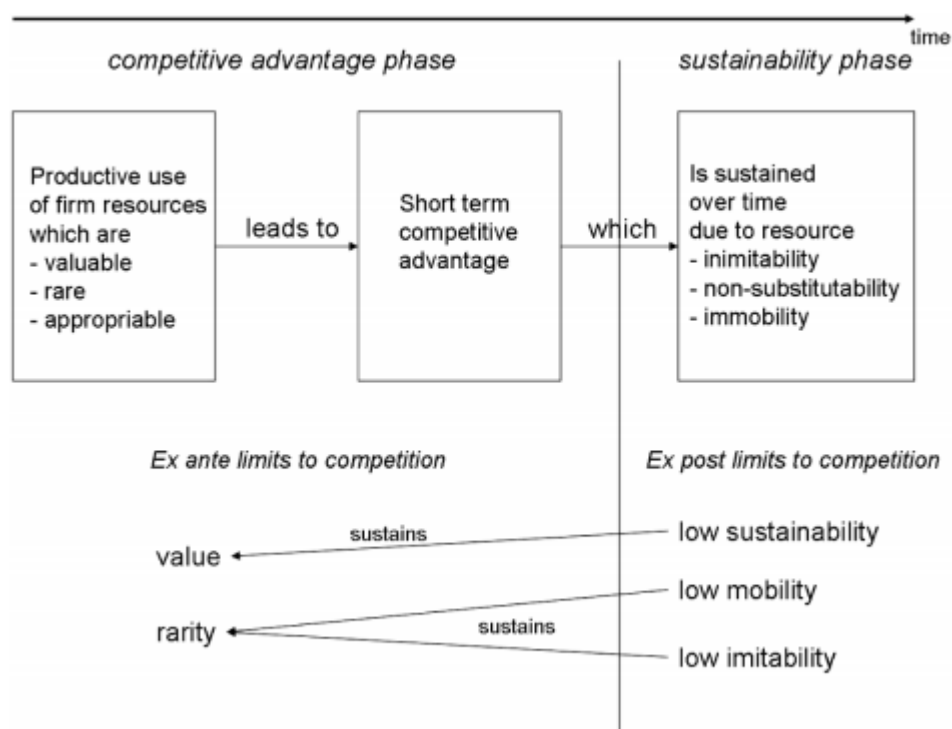 time
competitive advantage phase
sustainability phase
Productive use
of firm resources
which are
- valuable
- rare
- appropriable
leads to
Short term
competitive
advantage
which
Is sustained
over time
due to resource
- inimitability
- non-substitutability
- immobility
Ex ante limits to competition
Ex post limits to competition
value
sustains
low sustainability
rarity
sustains
low mobility
low imitability